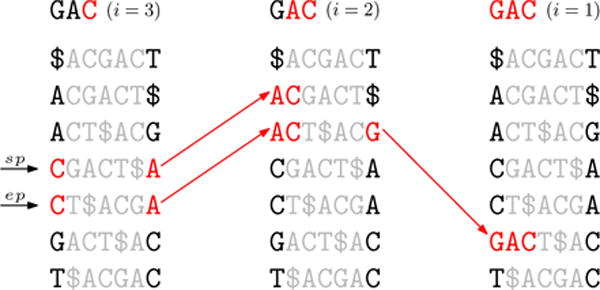 GAC (i = 3) GAC (i = 2) GAC (i = 1)
$ACGACT $ACGACT $ACGACT
ACGACT$ ACGACT$ ACGACT$
ACT$ACG ACT$ACG ACT$ACG
sp CGACT$A CGACT$A CGACT$A
ep CT$ACGA CT$ACGA CT$ACGA
GACT$AC GACT$AC GACT$AC
T$ACGAC T$ACGAC T$ACGAC